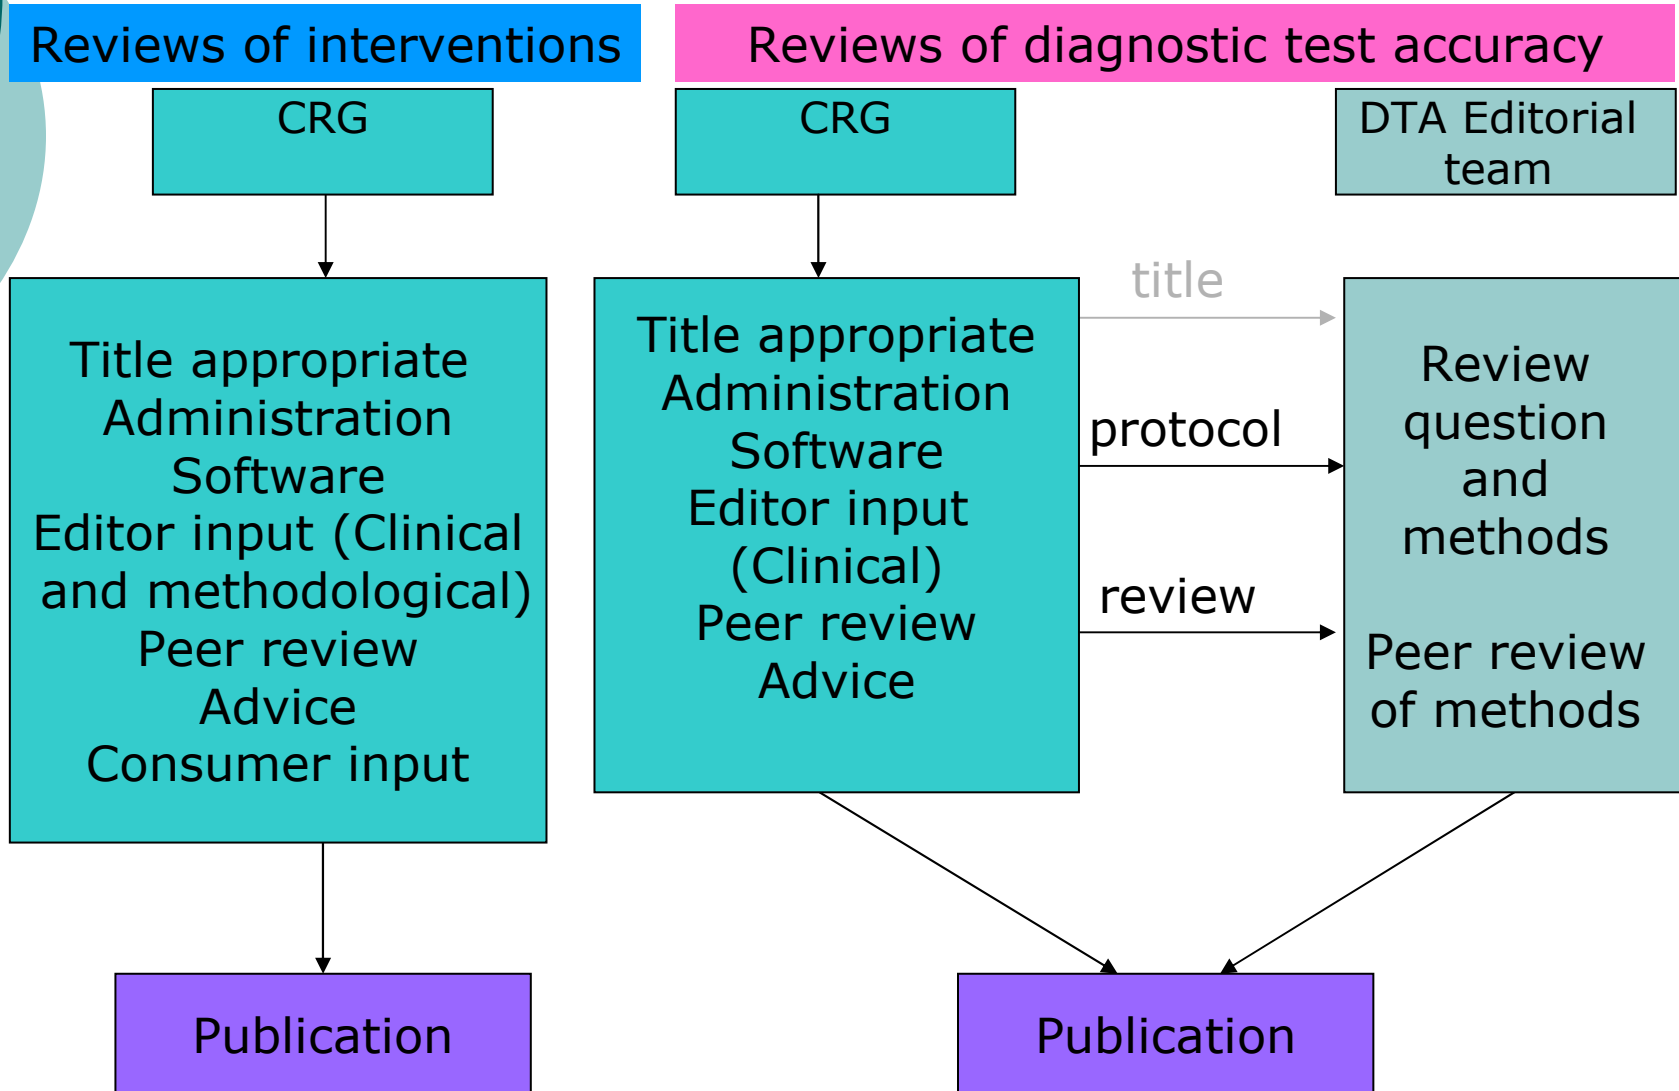 Reviews of interventions
Reviews of diagnostic test accuracy
CRG
CRG
DTA Editorial
team
Title appropriate
Administration
Software
Editor input (Clinical
and methodological)
Peer review
Advice
Consumer input
Title appropriate
Administration
Software
Editor input
(Clinical)
Peer review
Advice
title
protocol
review
Review
question
and
methods
Peer review
of methods
Publication
Publication